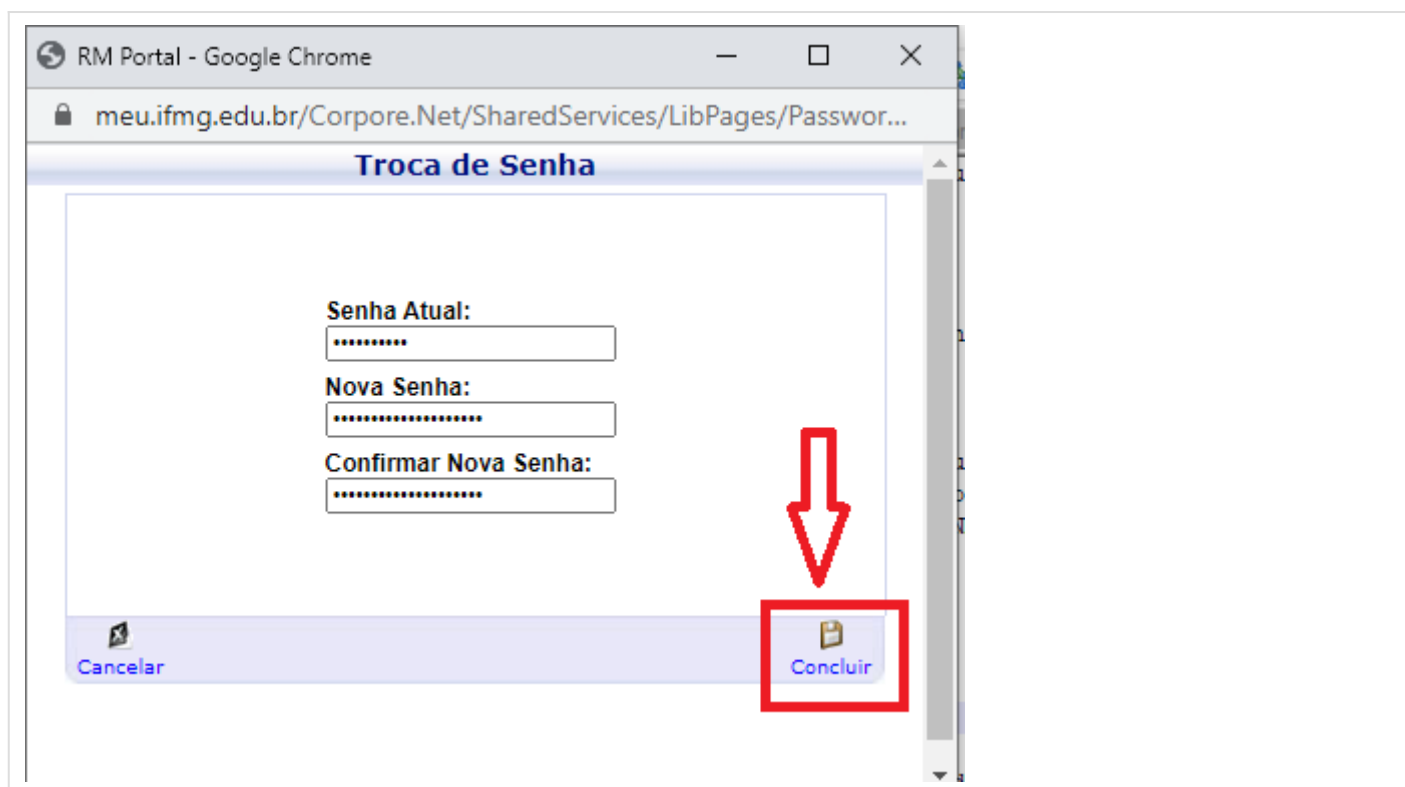 RM Portal - Google Chrome
meu.ifmg.edu.br/Corpore.Net/SharedServices/LibPages/Passwor...
Troca de Senha
Senha Atual:
••••••••••
Nova Senha:
••••••••••••••••••••
Confirmar Nova Senha:
••••••••••••••••••••
Cancelar
Concluir